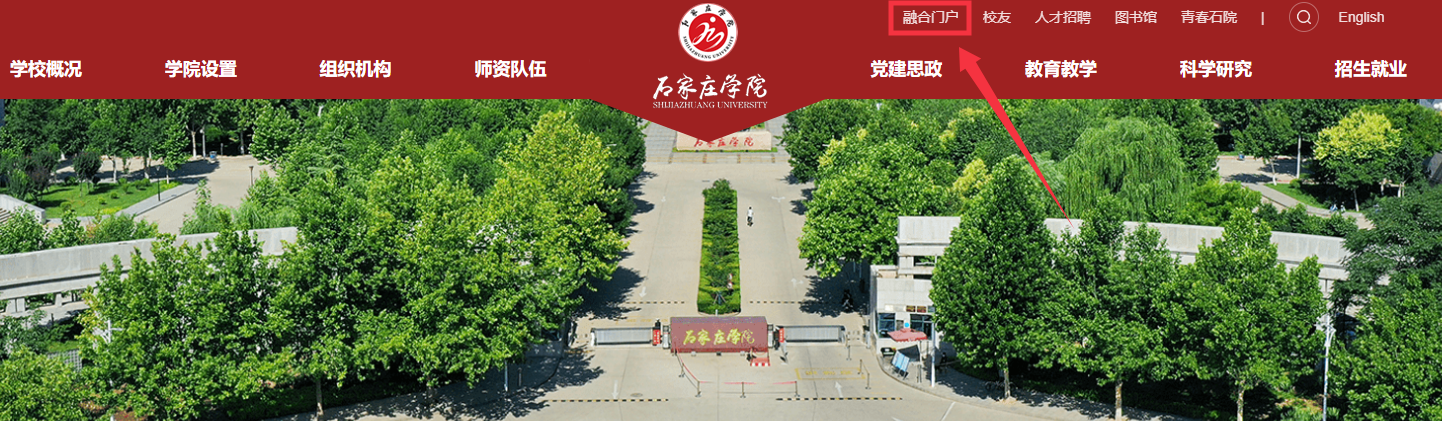 融合门户 校友 人才招聘 图书馆 青春石院 | English
石家庄学院
SHIJIAZHUANG UNIVERSITY
学校概况 学院设置 组织机构 师资队伍 党建思政 教育教学 科学研究 招生就业
石家庄学院
SHIJIAZHUANG UNIVERSITY
石家庄学院